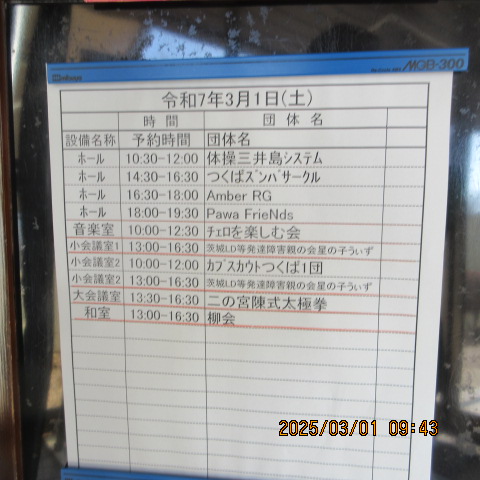 MGB-300
令和7年3月1日(土)
時間 団体名
設備名称 予約時間 団体名
ホール 10:30-12:00 体操三井島システム
ホール 14:30-16:30 つくばズンバサークル
ホール 16:30-18:00 Amber RG
ホール 18:00-19:30 Pawa FrieNds
音楽室 10:00-12:30 チェロを楽しむ会
小会議室1 13:00-16:30 茨城LD等発達障害親の会星の子うぃず
小会議室2 10:00-12:00 カブスカウトつくば1団
小会議室2 13:00-16:30 茨城LD等発達障害親の会星の子うぃず
大会議室 13:30-16:30 二の宮陳式太極拳
和室 13:00-16:30 柳会
2025/03/01 09:43